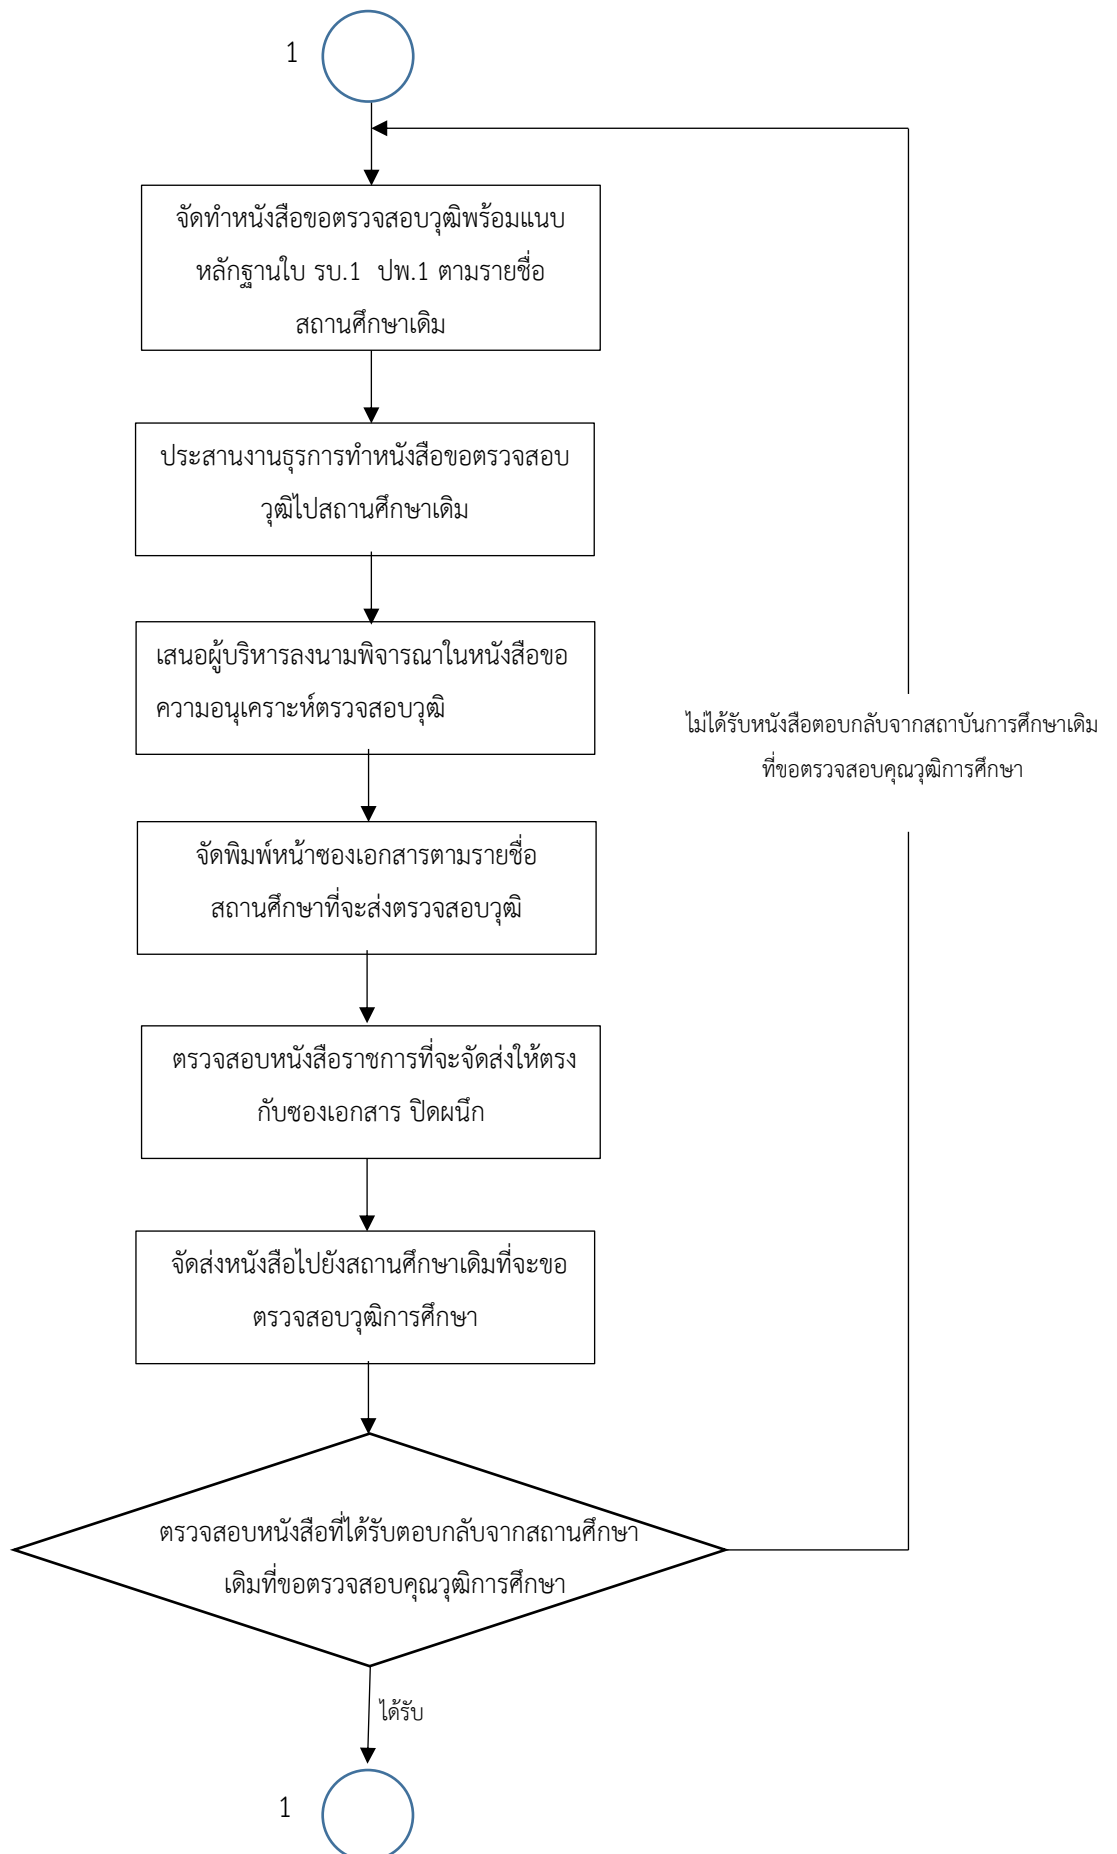 1
จัดทำหนังสือขอตรวจสอบวุฒิพร้อมแนบ
หลักฐานใบ รบ.1 ปพ.1 ตามรายชื่อ
สถานศึกษาเดิม
ประสานงานธุรการทำหนังสือขอตรวจสอบ
วุฒิไปสถานศึกษาเดิม
เสนอผู้บริหารลงนามพิจารณาในหนังสือขอ
ความอนุเคราะห์ตรวจสอบวุฒิ
ไม่ได้รับหนังสือตอบกลับจากสถาบันการศึกษาเดิม
ที่ขอตรวจสอบคุณวุฒิการศึกษา
จัดพิมพ์หน้าซองเอกสารตามรายชื่อ
สถานศึกษาที่จะส่งตรวจสอบวุฒิ
ตรวจสอบหนังสือราชการที่จะจัดส่งให้ตรง
กับซองเอกสาร ปิดผนึก
จัดส่งหนังสือไปยังสถานศึกษาเดิมที่จะขอ
ตรวจสอบวุฒิการศึกษา
ตรวจสอบหนังสือที่ได้รับตอบกลับจากสถานศึกษา
เดิมที่ขอตรวจสอบคุณวุฒิการศึกษา
ได้รับ
1